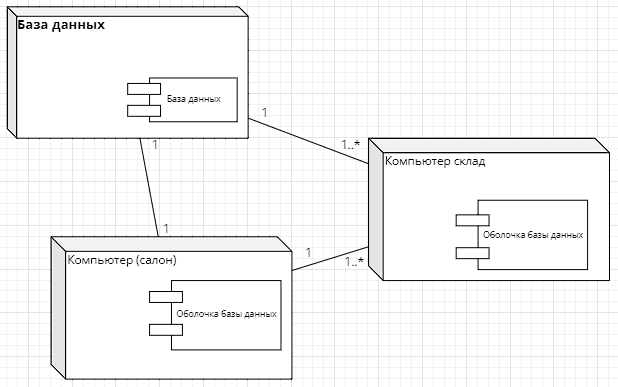 База данных
База данных
1
1..*
1
Компьютер склад
Оболочка базы данных
1
1
1..*
Компьютер (салон)
Оболочка базы данных